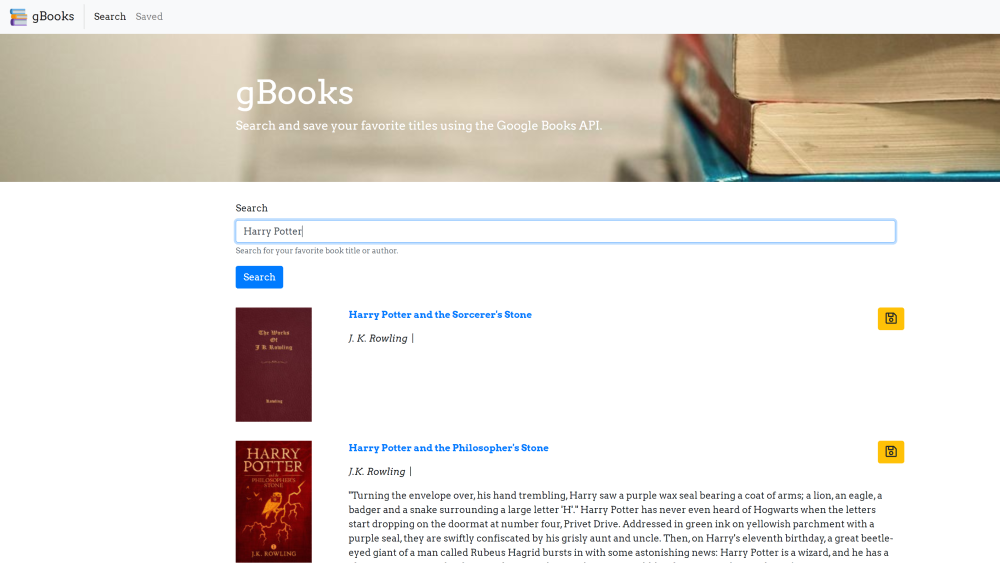 gBooks Search Saved
gBooks
Search and save your favorite titles using the Google Books API.
Search
Harry Potter
Search for your favorite book title or author.
Search
The Works
Of
J K Rowling
Rowling
Harry Potter and the Sorcerer's Stone
J. K. Rowling |
HARRY
POTTER
and the
PHILOSOPHER'S
STONE
1
J.K. ROWLING
Harry Potter and the Philosopher's Stone
J.K. Rowling |
"Turning the envelope over, his hand trembling, Harry saw a purple wax seal bearing a coat of arms; a lion, an eagle, a
badger and a snake surrounding a large letter 'H'." Harry Potter has never even heard of Hogwarts when the letters
start dropping on the doormat at number four, Privet Drive. Addressed in green ink on yellowish parchment with a
purple seal, they are swiftly confiscated by his grisly aunt and uncle. Then, on Harry's eleventh birthday, a great beetle-
eyed giant of a man called Rubeus Hagrid bursts in with some astonishing news: Harry Potter is a wizard, and he has a